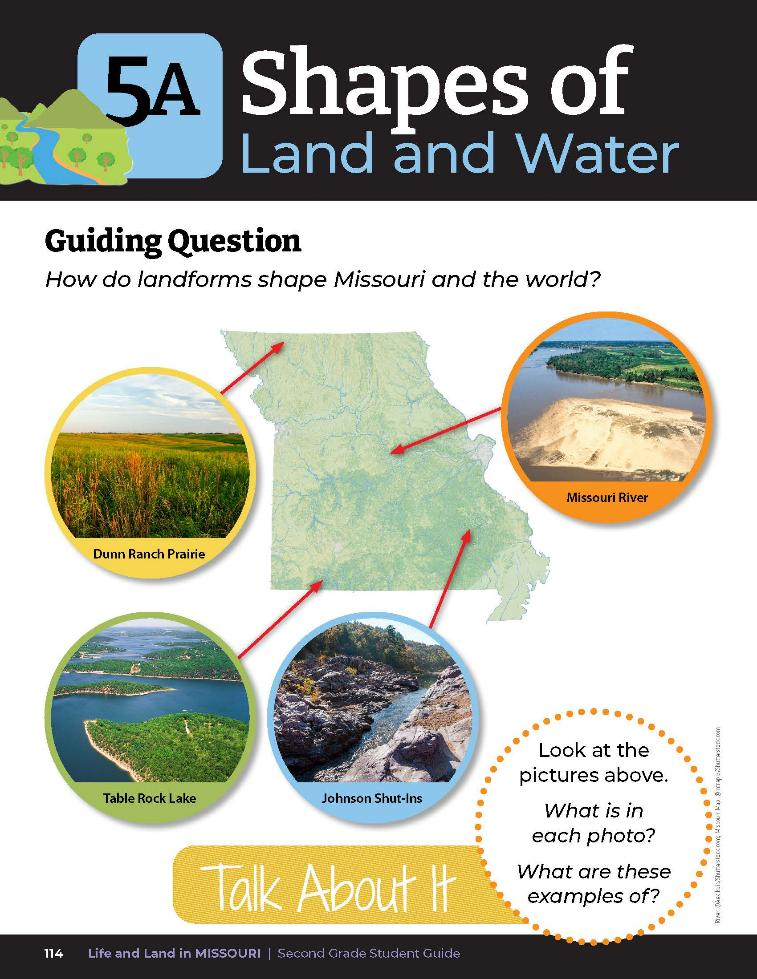 5A
Shapes of
Land and Water
Guiding Question
How do landforms shape Missouri and the world?
Dunn Ranch Prairie
Missouri River
Table Rock Lake
Johnson Shut-Ins
Look at the
pictures above.
What is in
each photo?
What are these
examples of?
Talk About It
114 Life and Land in MISSOURI | Second Grade Student Guide